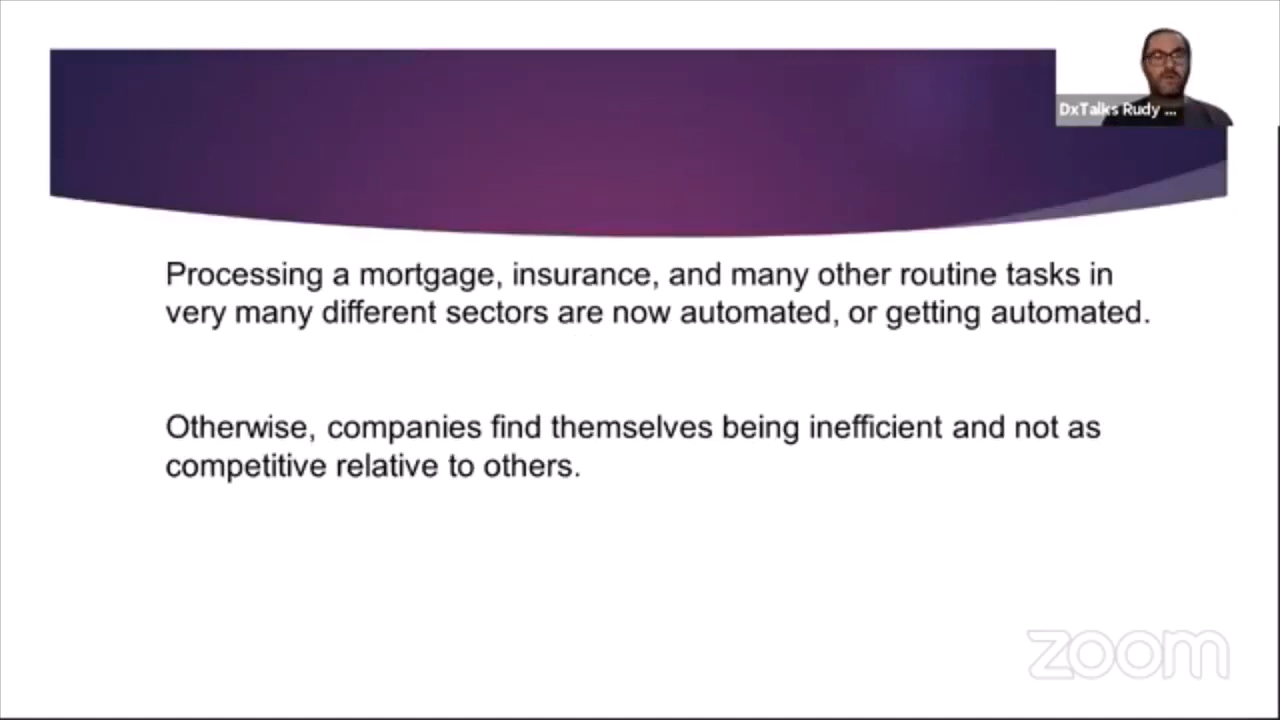 DxTalks Rudy ...
Processing a mortgage, insurance, and many other routine tasks in
very many different sectors are now automated, or getting automated.
Otherwise, companies find themselves being inefficient and not as
competitive relative to others.
zoom